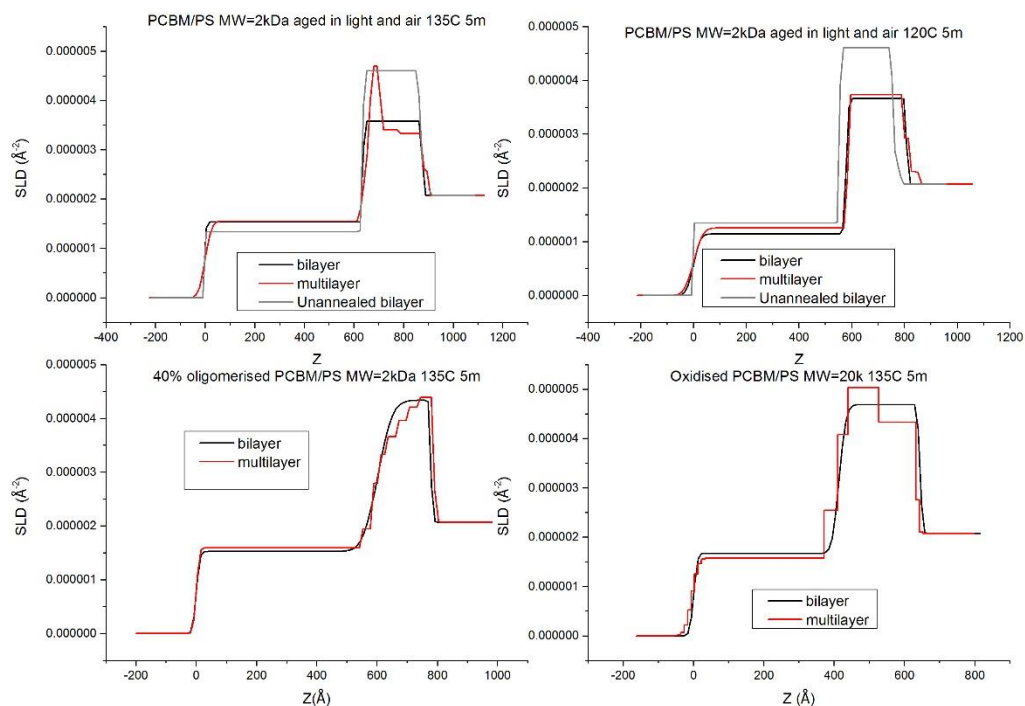 PCBM/PS MW=2kDa aged in light and air 135C 5m
0.000005
0.000004
0.000003
0.000002
0.000001
0.000000
SLD (Å⁻²)
bilayer
multilayer
Unannealed bilayer
-400 -200 0 200 400 600 800 1000 1200
Z
PCBM/PS MW=2kDa aged in light and air 120C 5m
0.000005
0.000004
0.000003
0.000002
0.000001
0.000000
SLD (Å⁻²)
bilayer
multilayer
Unannealed bilayer
-400 -200 0 200 400 600 800 1000 1200
Z
40% oligomerised PCBM/PS MW=2kDa 135C 5m
0.000005
0.000004
0.000003
0.000002
0.000001
0.000000
SLD (Å⁻²)
bilayer
multilayer
-200 0 200 400 600 800 1000
Z(Å)
Oxidised PCBM/PS MW=20k 135C 5m
0.000005
0.000004
0.000003
0.000002
0.000001
0.000000
SLD (Å⁻²)
bilayer
multilayer
-200 0 200 400 600 800
Z (Å)